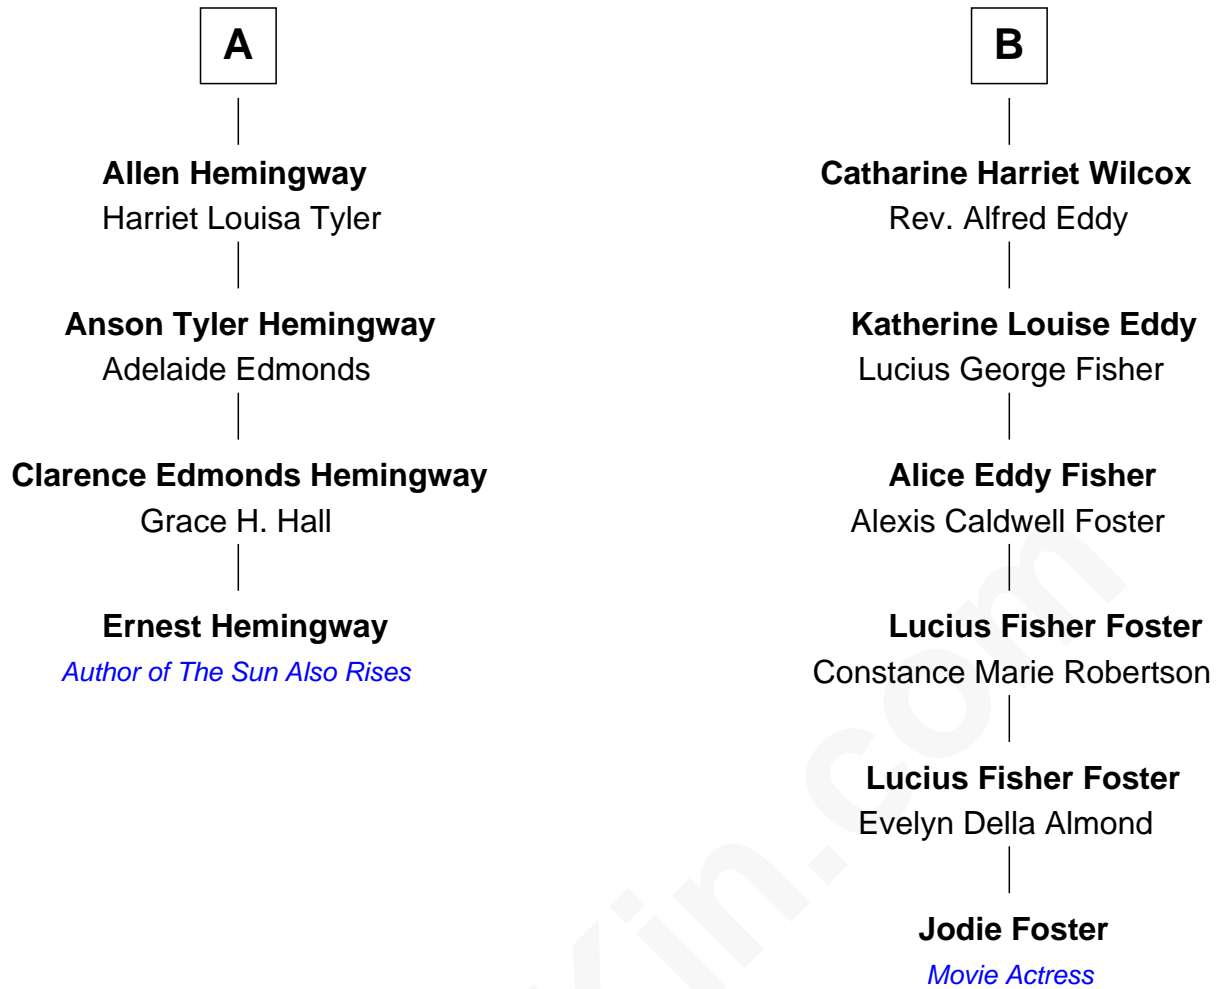 A
B
Allen Hemingway
Harriet Louisa Tyler
Catharine Harriet Wilcox
Rev. Alfred Eddy
Anson Tyler Hemingway
Adelaide Edmonds
Katherine Louise Eddy
Lucius George Fisher
Clarence Edmonds Hemingway
Grace H. Hall
Alice Eddy Fisher
Alexis Caldwell Foster
Ernest Hemingway
Author of The Sun Also Rises
Lucius Fisher Foster
Constance Marie Robertson
Lucius Fisher Foster
Evelyn Della Almond
Jodie Foster
Movie Actress
Kin.com